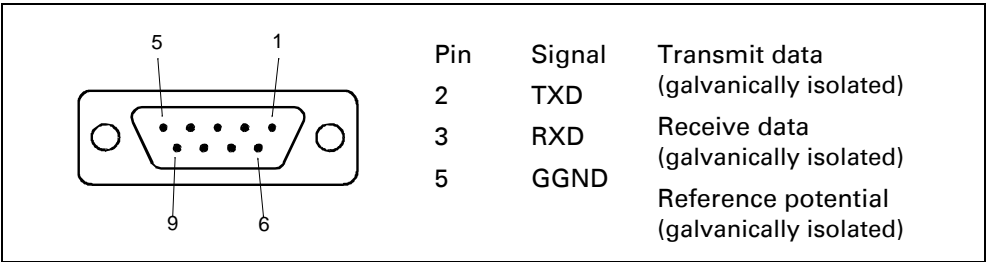 5 1
9 6
Pin Signal Transmit data
(galvanically isolated)
2 TXD
3 RXD Receive data
(galvanically isolated)
5 GGND
Reference potential
(galvanically isolated)